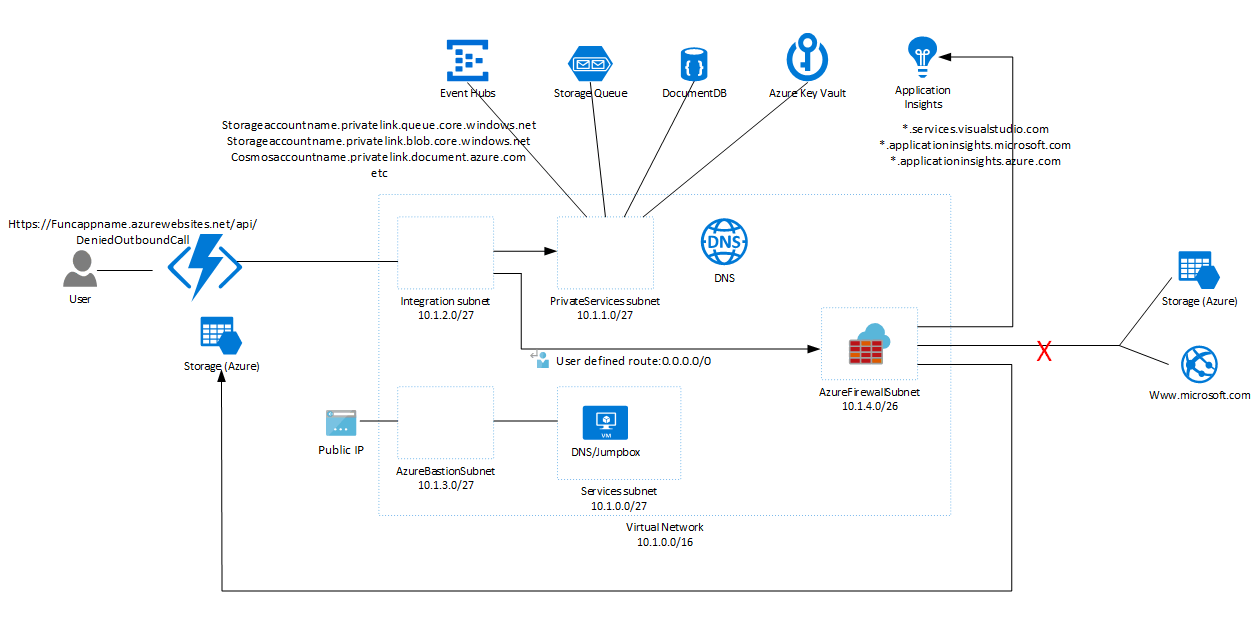 Event Hubs
Storage Queue
DocumentDB
Azure Key Vault
Application
Insights
Storageaccountname.privatelink.queue.core.windows.net
Storageaccountname.privatelink.blob.core.windows.net
Cosmosaccountname.privatelink.document.azure.com
etc
*.services.visualstudio.com
*.applicationinsights.microsoft.com
*.applicationinsights.azure.com
Https://Funcappname.azurewebsites.net/api/
DeniedOutboundCall
User
Storage (Azure)
Integration subnet
10.1.2.0/27
PrivateServices subnet
10.1.1.0/27
DNS
DNS
User defined route:0.0.0.0/0
AzureFirewallSubnet
10.1.4.0/26
X
Storage (Azure)
Www.microsoft.com
Public IP
AzureBastionSubnet
10.1.3.0/27
VM
DNS/Jumpbox
Services subnet
10.1.0.0/27
Virtual Network
10.1.0.0/16